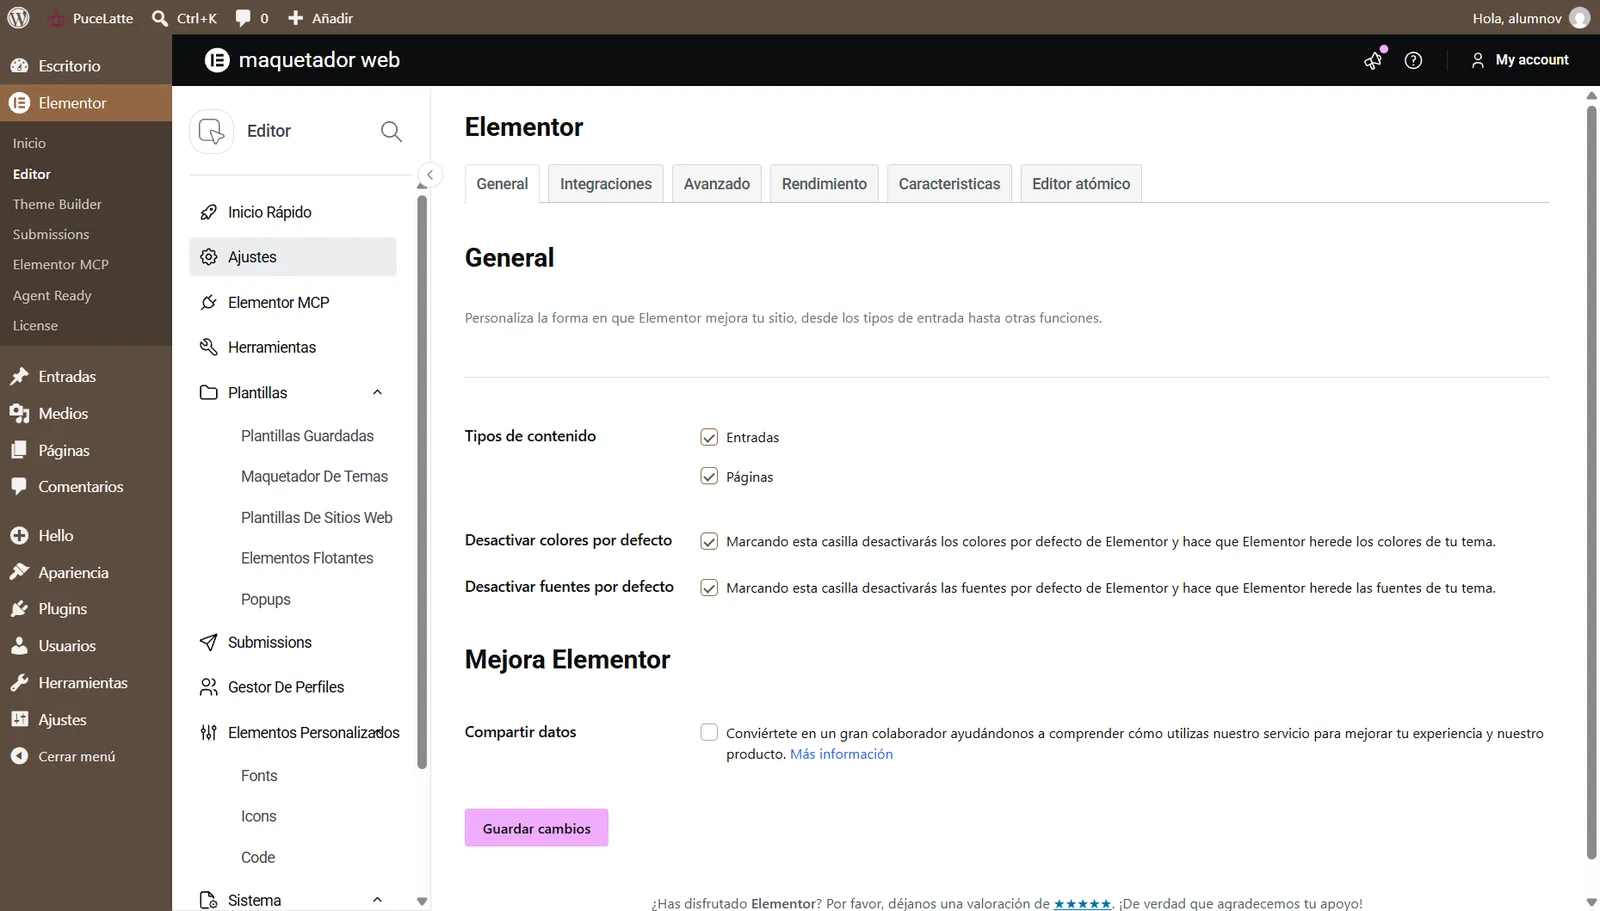 PuceLatte Ctrl+K 0 Añadir
Hola, alumnov
Escritorio
Elementor
Inicio
Editor
Theme Builder
Submissions
Elementor MCP
Agent Ready
License
Entradas
Medios
Páginas
Comentarios
Hello
Apariencia
Plugins
Usuarios
Herramientas
Ajustes
Cerrar menú
maquetador web
My account
Editor
Inicio Rápido
Ajustes
Elementor MCP
Herramientas
Plantillas
Plantillas Guardadas
Maquetador De Temas
Plantillas De Sitios Web
Elementos Flotantes
Popups
Submissions
Gestor De Perfiles
Elementos Personalizados
Fonts
Icons
Code
Sistema
Elementor
General Integraciones Avanzado Rendimiento Caracteristicas Editor atómico
General
Personaliza la forma en que Elementor mejora tu sitio, desde los tipos de entrada hasta otras funciones.
Tipos de contenido
Entradas
Páginas
Desactivar colores por defecto
Marcando esta casilla desactivarás los colores por defecto de Elementor y hace que Elementor herede los colores de tu tema.
Desactivar fuentes por defecto
Marcando esta casilla desactivarás las fuentes por defecto de Elementor y hace que Elementor herede las fuentes de tu tema.
Mejora Elementor
Compartir datos
Conviértete en un gran colaborador ayudándonos a comprender cómo utilizas nuestro servicio para mejorar tu experiencia y nuestro
producto. Más información
Guardar cambios
¿Has disfrutado Elementor? Por favor, déjanos una valoración de ★★★★★. ¡De verdad que agradecemos tu apoyo!